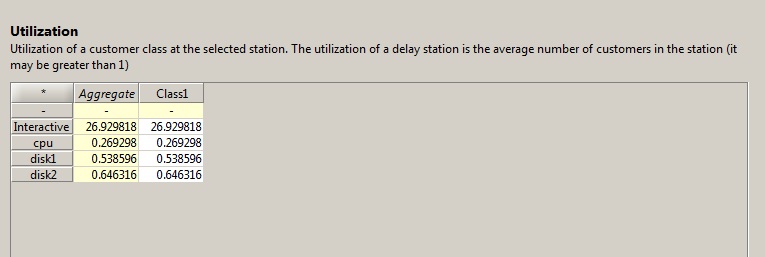 Utilization
Utilization of a customer class at the selected station. The utilization of a delay station is the average number of customers in the station (it
may be greater than 1)
* Aggregate Class1
- - -
Interactive 26.929818 26.929818
cpu 0.269298 0.269298
disk1 0.538596 0.538596
disk2 0.646316 0.646316